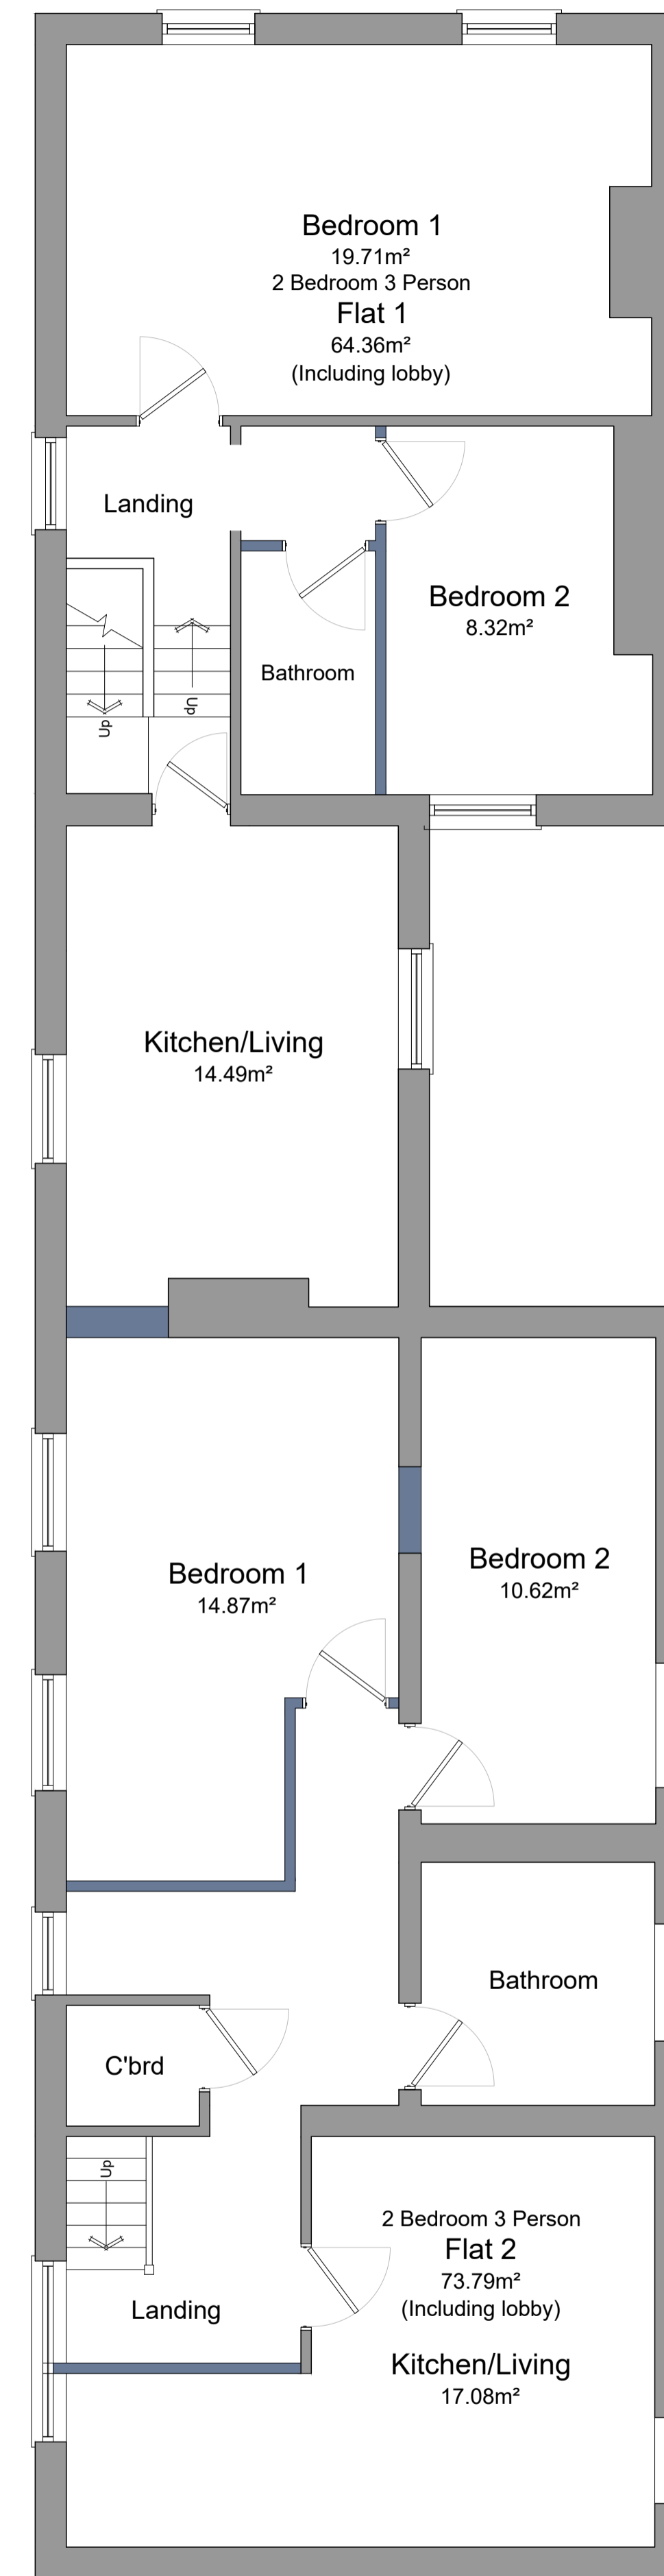 Bedroom 1
19.71m²
2 Bedroom 3 Person
Flat 1
64.36m²
(Including lobby)
Landing
Bedroom 2
8.32m²
Bathroom
Up
Up
Kitchen/Living
14.49m²
Bedroom 1
14.87m²
Bedroom 2
10.62m²
Bathroom
C'brd
Up
2 Bedroom 3 Person
Flat 2
73.79m²
(Including lobby)
Landing
Kitchen/Living
17.08m²